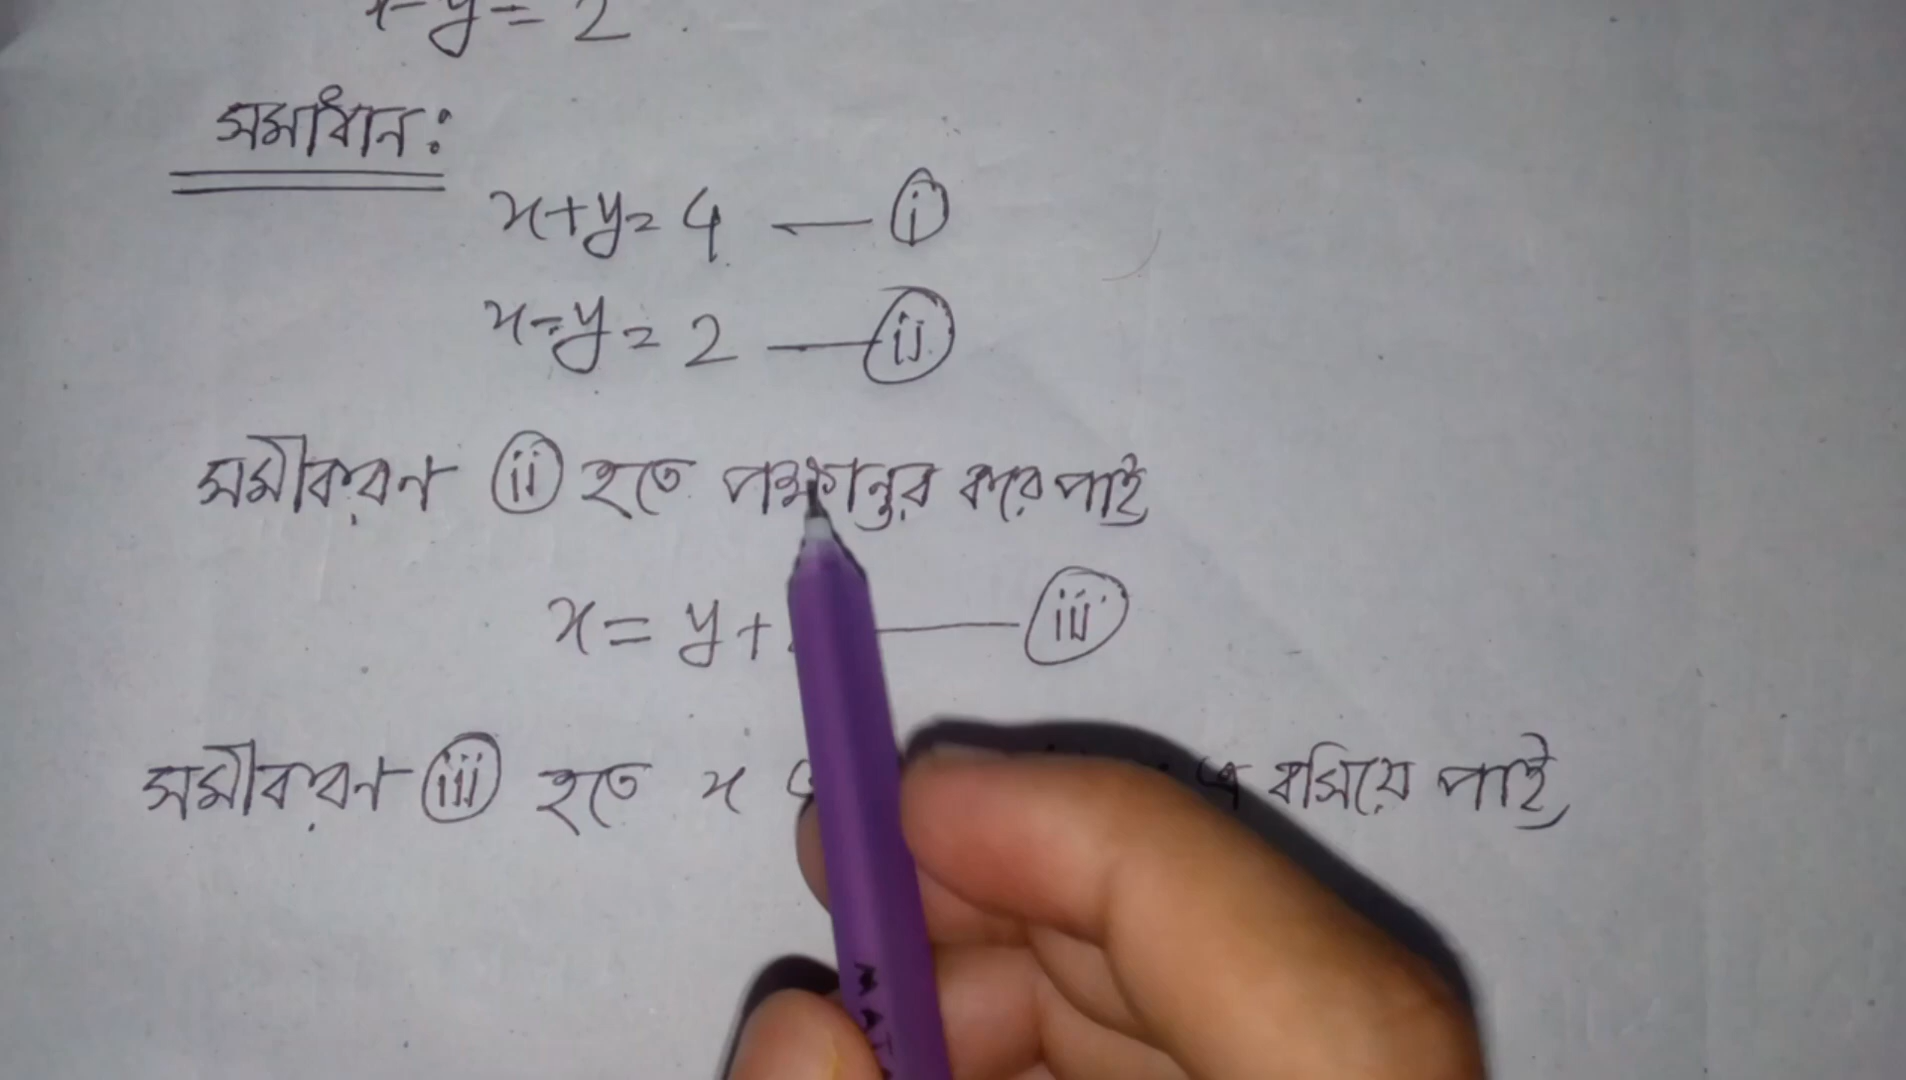 x - y = 2
সমাধান:
x + y = 4 — (i)
x - y = 2 — (ii)
সমীকরণ (ii) হতে পক্ষান্তর করে পাই
x = y + — (iii)
সমীকরণ (iii) হতে x এ বসিয়ে পাই